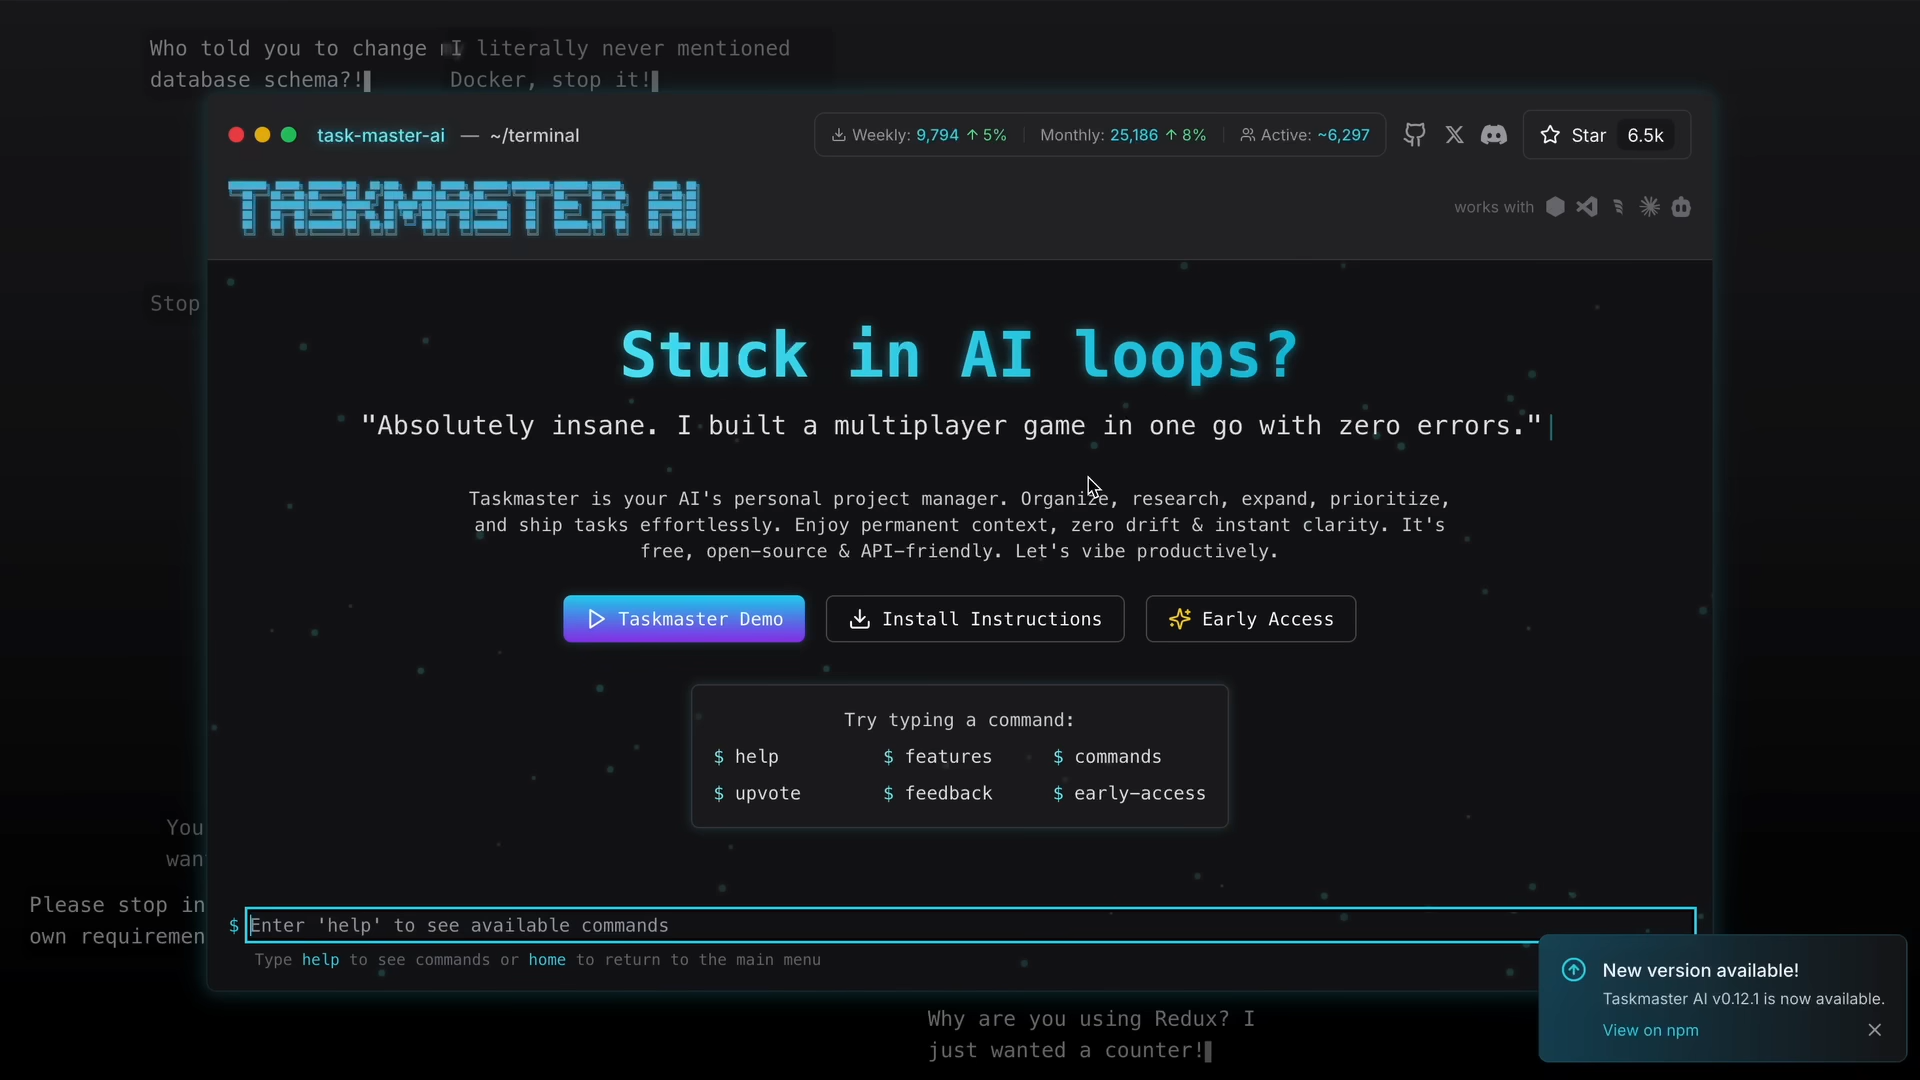 Who told you to change
database schema?!
I literally never mentioned
Docker, stop it!
task-master-ai — ~/terminal
Weekly: 9,794 ↑ 5%
Monthly: 25,186 ↑ 8%
Active: ~6,297
Star 6.5k
TASKMASTER AI
works with
Stop
Stuck in AI loops?
"Absolutely insane. I built a multiplayer game in one go with zero errors."
Taskmaster is your AI's personal project manager. Organize, research, expand, prioritize,
and ship tasks effortlessly. Enjoy permanent context, zero drift & instant clarity. It's
free, open-source & API-friendly. Let's vibe productively.
Taskmaster Demo
Install Instructions
Early Access
Try typing a command:
$ help $ features $ commands
$ upvote $ feedback $ early-access
You
wan
Please stop in
own requiremen
$ Enter 'help' to see available commands
Type help to see commands or home to return to the main menu
New version available!
Taskmaster AI v0.12.1 is now available.
View on npm
Why are you using Redux? I
just wanted a counter!